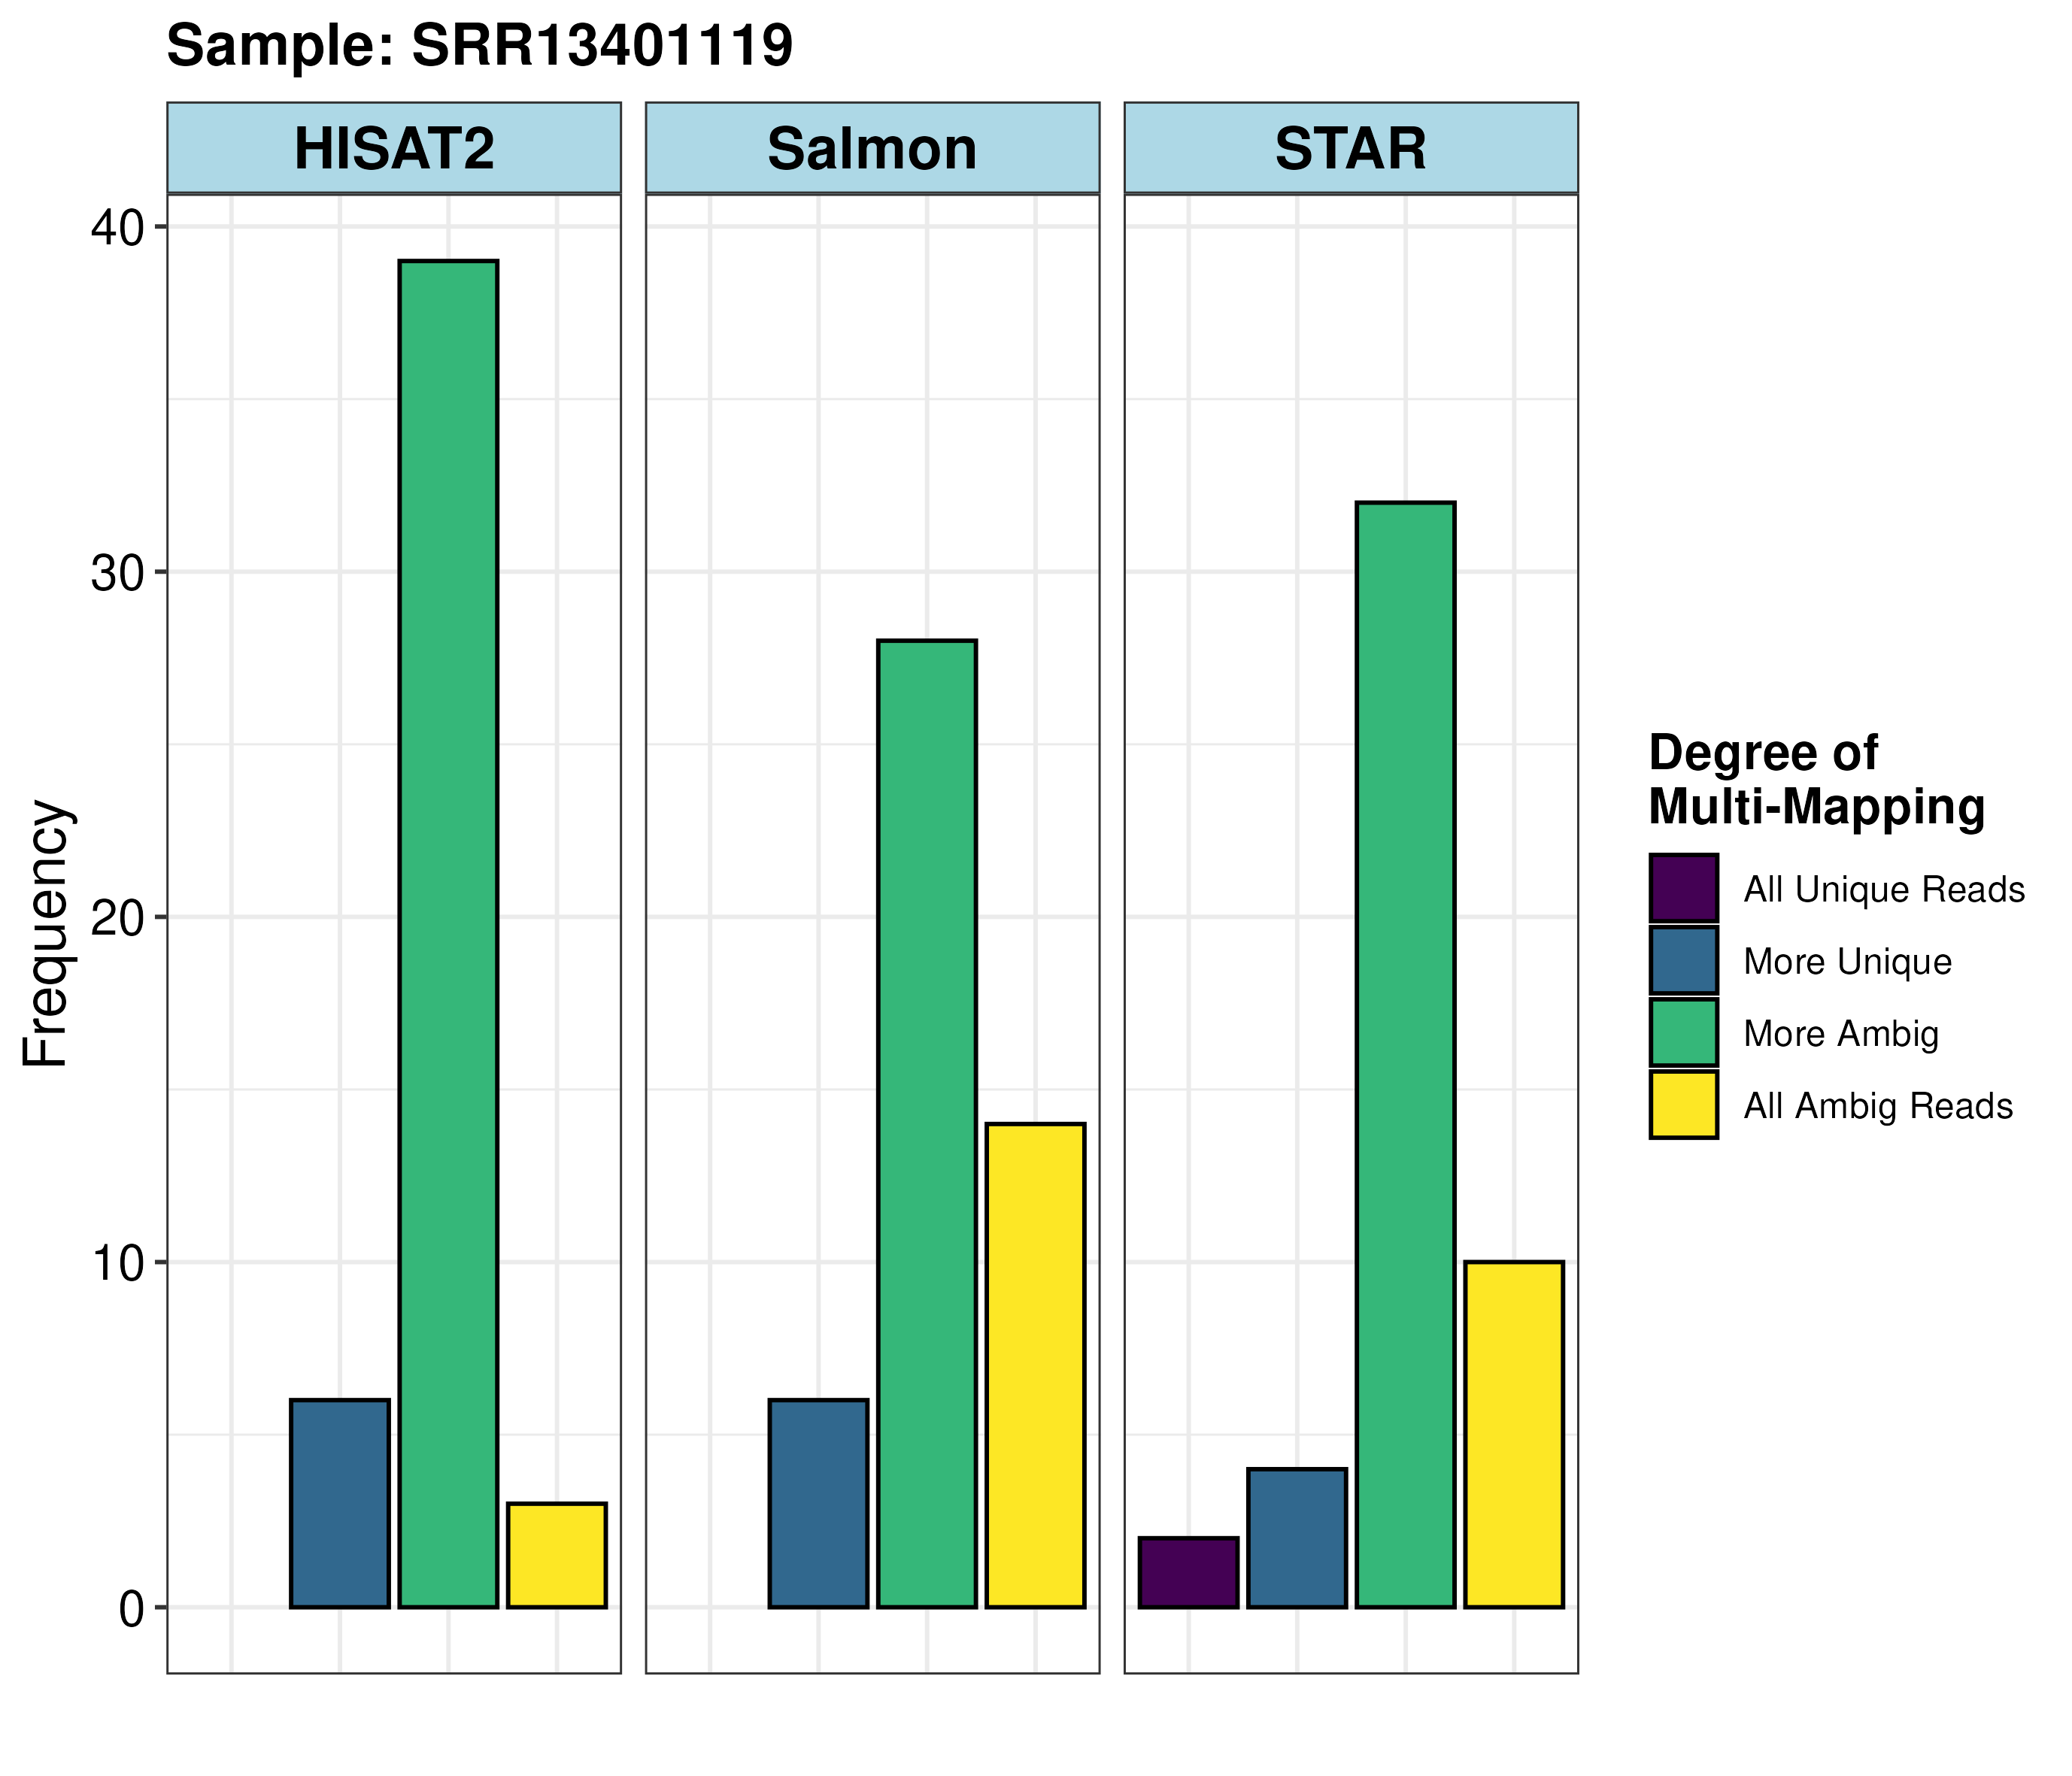 Sample: SRR13401119
HISAT2
Salmon
STAR
40
30
20
10
0
Frequency
Degree of
Multi-Mapping
All Unique Reads
More Unique
More Ambig
All Ambig Reads